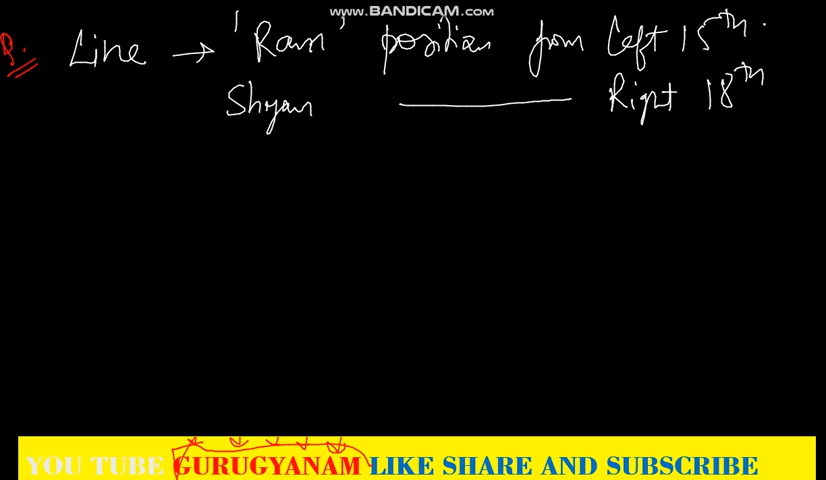 WWW.BANDICAM.COM
Q. Line → 'Ram' position from Left 15th.
Shyam ——— Right 18th
YOU TUBE GURUGYANAM LIKE SHARE AND SUBSCRIBE